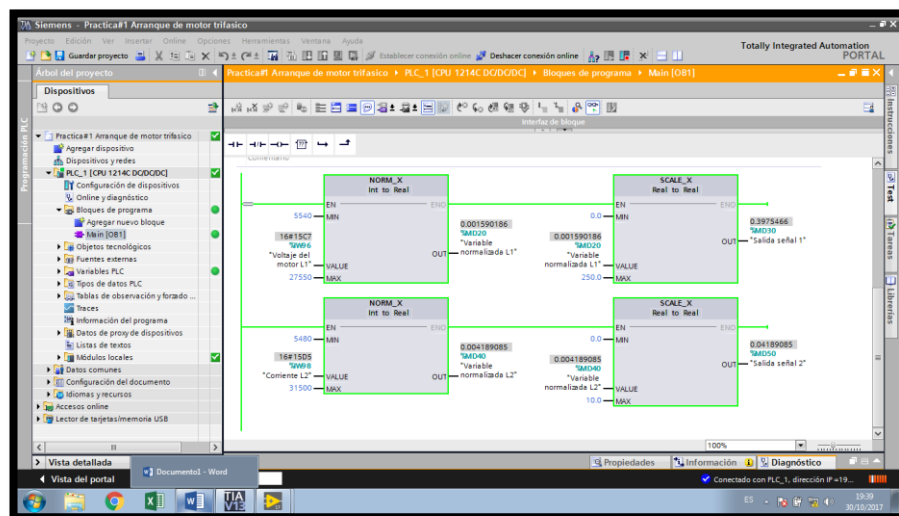 Siemens - Practica#1 Arranque de motor trifasico
Proyecto Edición Ver Insertar Online Opciones Herramientas Ventana Ayuda
Guardar proyecto
Establecer conexión online
Deshacer conexión online
Totally Integrated Automation
PORTAL
Árbol del proyecto
Practica#1 Arranque de motor trifasico PLC_1 [CPU 1214C DC/DC/DC] Bloques de programa Main [OB1]
Dispositivos
Interfaz de bloque
Programación PLC
Practica#1 Arranque de motor trifasico
Agregar dispositivo
Dispositivos y redes
PLC_1 [CPU 1214C DC/DC/DC]
Configuración de dispositivos
Online y diagnóstico
Bloques de programa
Agregar nuevo bloque
Main [OB1]
Objetos tecnológicos
Fuentes externas
Variables PLC
Tipos de datos PLC
Tablas de observación y forzado ...
Traces
Información del programa
Datos de proxy de dispositivos
Listas de textos
Módulos locales
Datos comunes
Configuración del documento
Idiomas y recursos
Accesos online
Lector de tarjetas/memoria USB
Comentario
NORM_X
Int to Real
EN
ENO
5540
MIN
16#15C7
%IW96
"Voltaje del
motor L1"
VALUE
27550
MAX
OUT
0.001590186
%MD20
"Variable
normalizada L1"
SCALE_X
Real to Real
EN
ENO
0.0
MIN
0.001590186
%MD20
"Variable
normalizada L1"
VALUE
250.0
MAX
OUT
0.3975466
%MD30
"Salida señal 1"
NORM_X
Int to Real
EN
ENO
5480
MIN
16#15D5
%IW98
"Corriente L2"
VALUE
31500
MAX
OUT
0.004189085
%MD40
"Variable
normalizada L2"
SCALE_X
Real to Real
EN
ENO
0.0
MIN
0.004189085
%MD40
"Variable
normalizada L2"
VALUE
10.0
MAX
OUT
0.04189085
%MD50
"Salida señal 2"
Instrucciones
Test
Tareas
Librerías
100%
Vista detallada
Propiedades
Información
Diagnóstico
Documento1 - Word
Vista del portal
Conectado con PLC_1, dirección IP =19...
TIA
V13
ES
19:39
30/10/2017